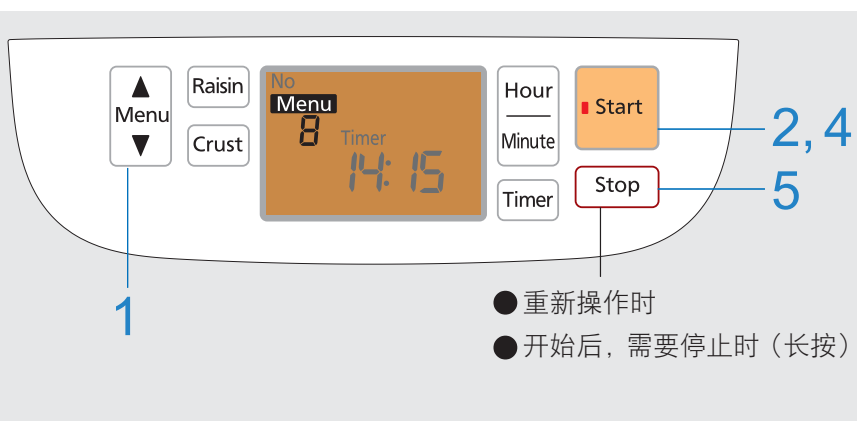 ▲
Menu
▼
Raisin
Crust
No
Menu
8
Timer
14:15
Hour
Minute
Timer
Start
Stop
2, 4
5
1
●重新操作时
●开始后，需要停止时（长按）